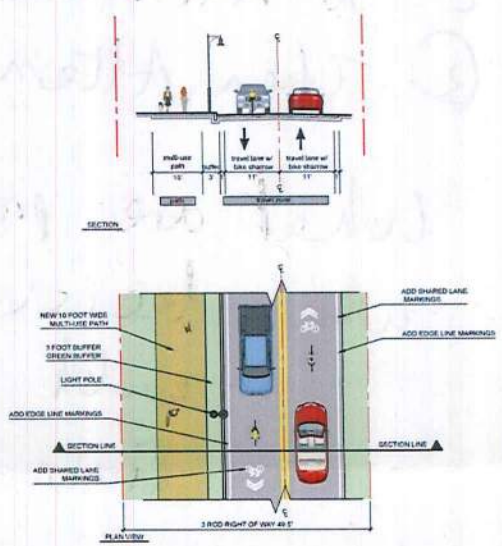 multi-use
path
travel lane w/
bike sharrow
travel lane w/
bike sharrow
10'
3'
11'
11'
SECTION
NEW 10 FOOT WIDE
MULTI-USE PATH
3 FOOT BUFFER
GREEN BUFFER
LIGHT POLE
ADD EDGE LINE MARKINGS
SECTION LINE
ADD SHARED LANE
MARKINGS
ADD SHARED LANE
MARKINGS
ADD EDGE LINE MARKINGS
SECTION LINE
3 ROD RIGHT OF WAY 49.5'
PLAN VIEW